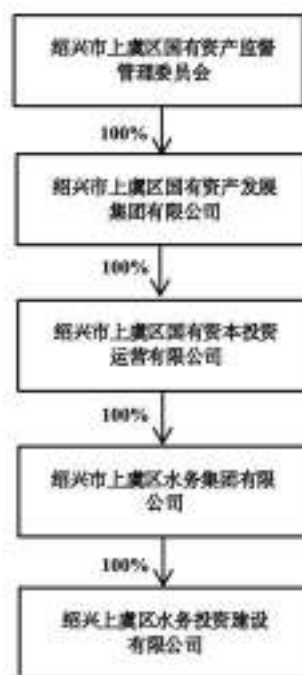 绍兴市上虞区国有资产监督
管理委员会
100%
绍兴市上虞区国有资产发展
集团有限公司
100%
绍兴市上虞区国有资本投资
运营有限公司
100%
绍兴市上虞区水务集团有限
公司
100%
绍兴上虞区水务投资建设
有限公司